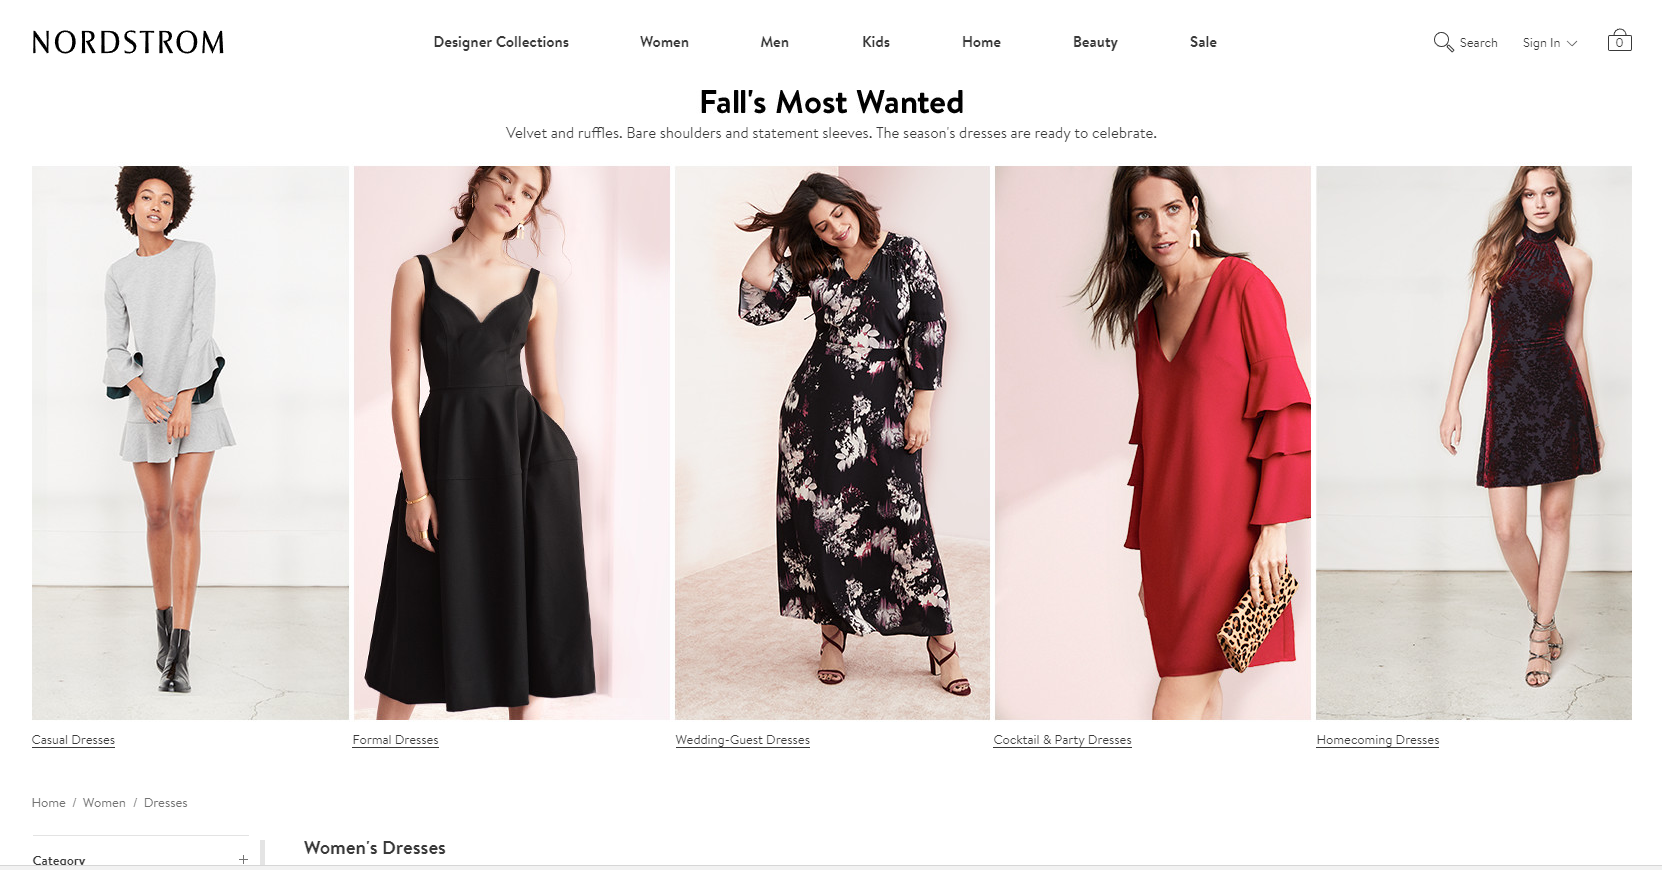 NORDSTROM
Designer Collections Women Men Kids Home Beauty Sale
Search Sign In 0
Fall's Most Wanted
Velvet and ruffles. Bare shoulders and statement sleeves. The season's dresses are ready to celebrate.
Casual Dresses
Formal Dresses
Wedding-Guest Dresses
Cocktail & Party Dresses
Homecoming Dresses
Home / Women / Dresses
Category +
Women's Dresses